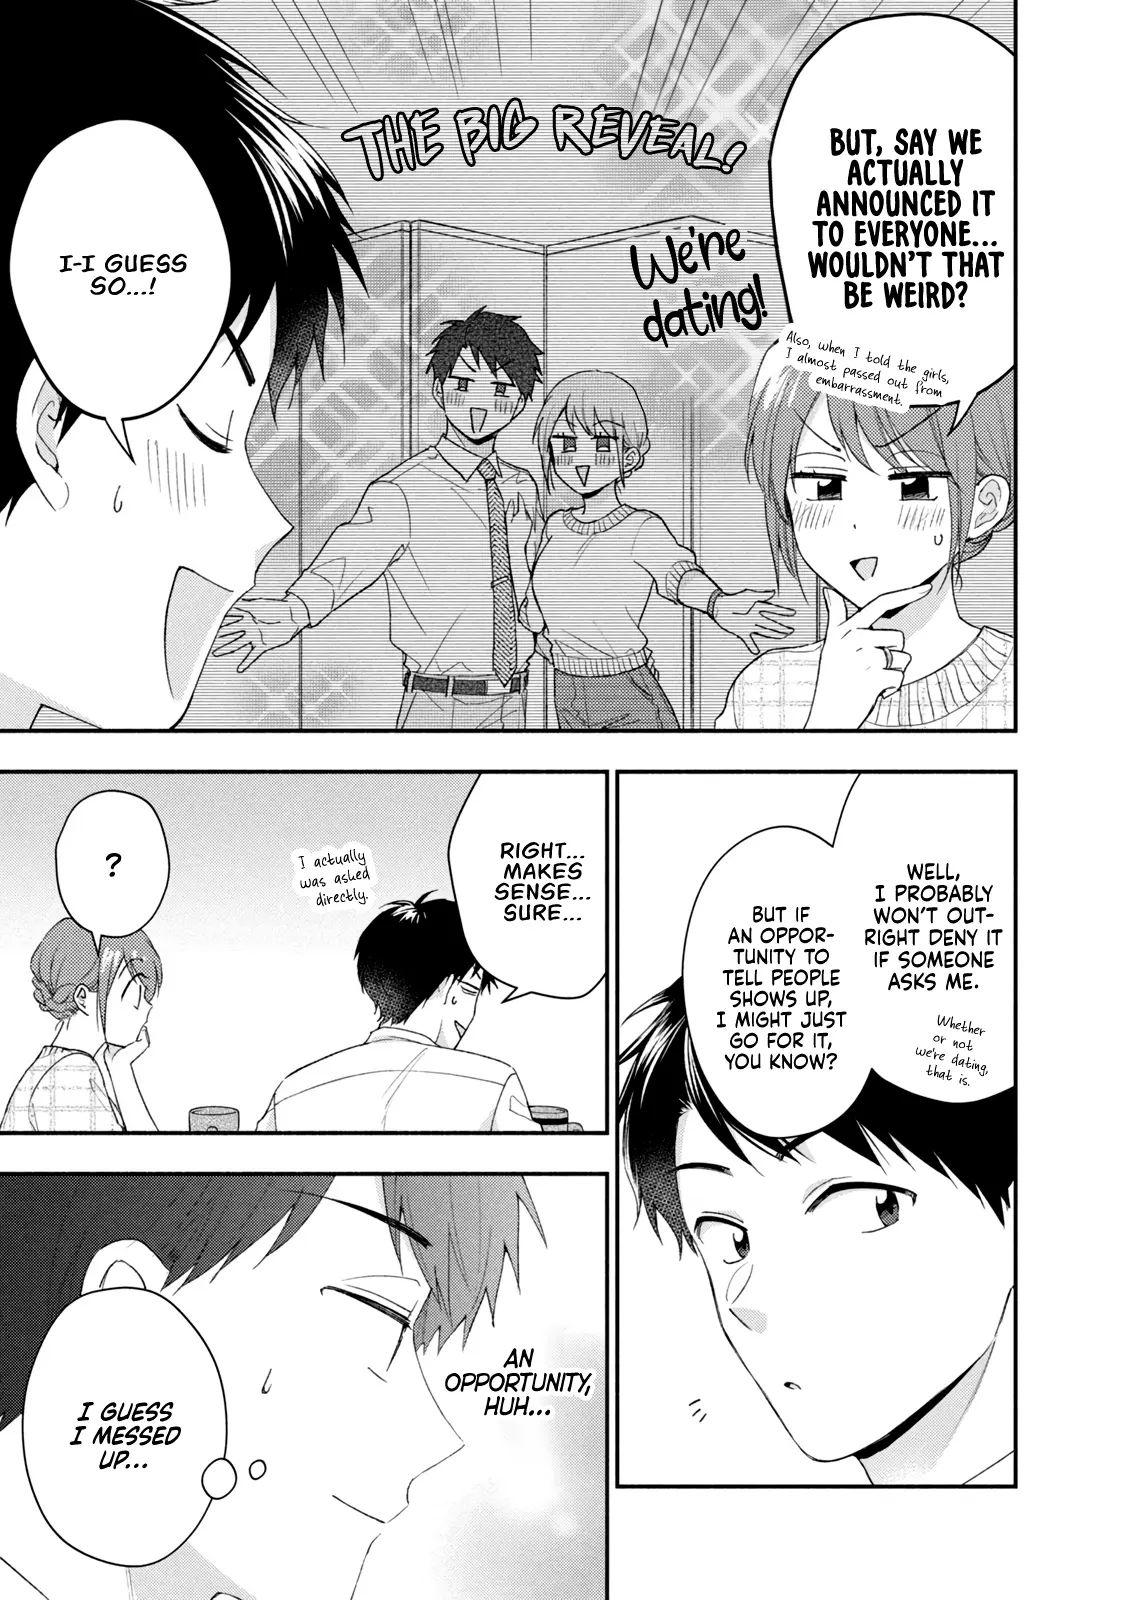 BUT, SAY WE
ACTUALLY
ANNOUNCED IT
TO EVERYONE...
WOULDN'T THAT
BE WEIRD?
Also, when I told the girls,
I almost passed out from
embarrassment.
THE BIG REVEAL!
We're
dating!
I-I GUESS
SO...!
WELL,
I PROBABLY
WON'T OUT-
RIGHT DENY IT
IF SOMEONE
ASKS ME.
Whether
or not
we're dating,
that is.
BUT IF
AN OPPOR-
TUNITY TO
TELL PEOPLE
SHOWS UP,
I MIGHT JUST
GO FOR IT,
YOU KNOW?
RIGHT...
MAKES
SENSE...
SURE...
I actually
was asked
directly.
?
AN
OPPORTUNITY,
HUH...
I GUESS
I MESSED
UP...